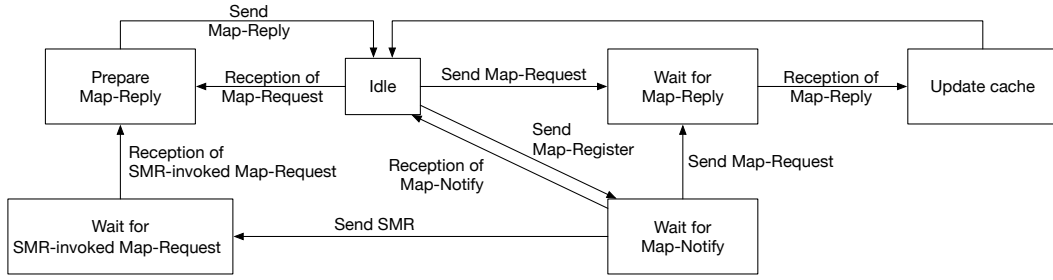 Send
Map-Reply
Prepare
Map-Reply
Reception of
Map-Request
Idle
Send Map-Request
Wait for
Map-Reply
Reception of
Map-Reply
Update cache
Send
Map-Register
Reception of
SMR-invoked Map-Request
Reception of
Map-Notify
Send Map-Request
Wait for
SMR-invoked Map-Request
Send SMR
Wait for
Map-Notify